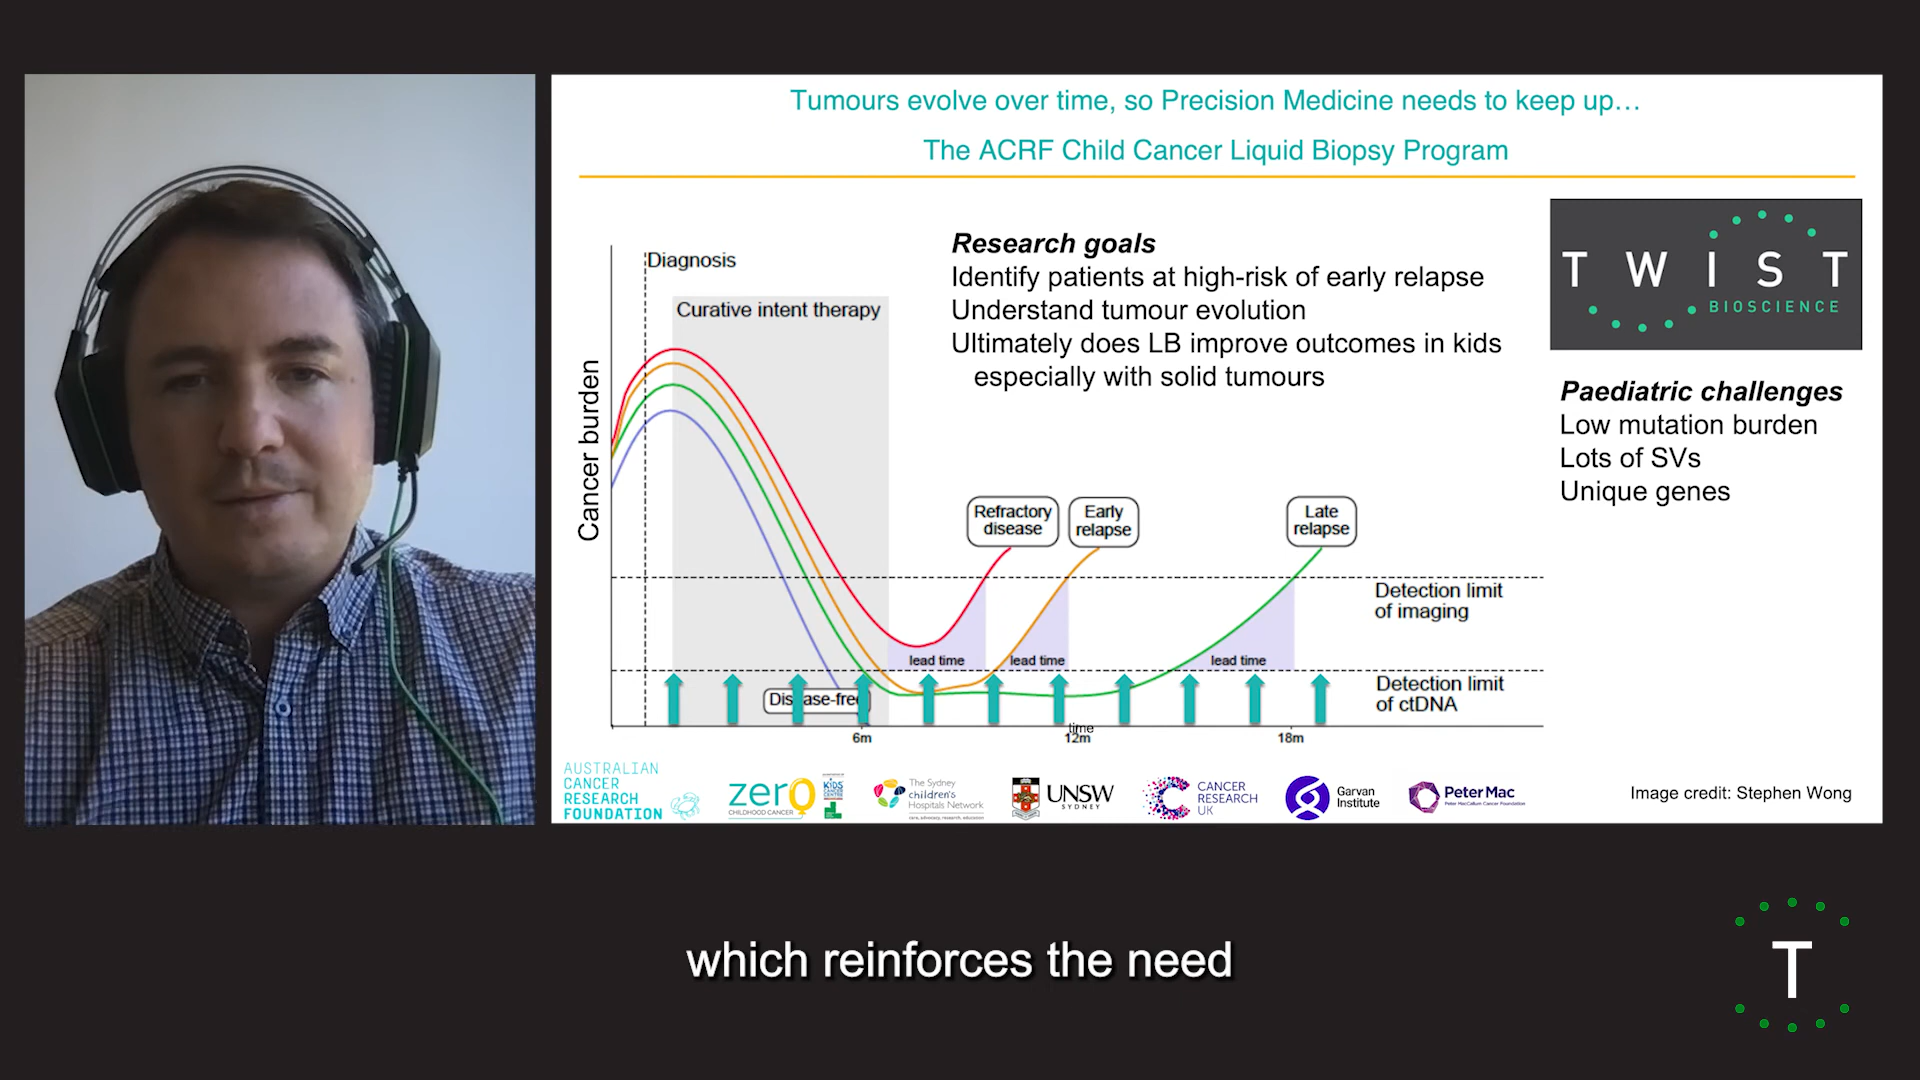 Tumours evolve over time, so Precision Medicine needs to keep up…
The ACRF Child Cancer Liquid Biopsy Program
Diagnosis
Curative intent therapy
Cancer burden
Research goals
Identify patients at high-risk of early relapse
Understand tumour evolution
Ultimately does LB improve outcomes in kids
especially with solid tumours
TWIST
BIOSCIENCE
Paediatric challenges
Low mutation burden
Lots of SVs
Unique genes
Refractory
disease
Early
relapse
Late
relapse
Detection limit
of imaging
lead time
lead time
lead time
Detection limit
of ctDNA
Disease-free
time
6m
12m
18m
AUSTRALIAN
CANCER
RESEARCH
FOUNDATION
zero
CHILDHOOD CANCER
KiDS
CANCER
CENTRE
The Sydney
children's
Hospitals Network
care, advocacy, research, education
UNSW
SYDNEY
CANCER
RESEARCH
UK
Garvan
Institute
Peter Mac
Peter MacCallum Cancer Foundation
Image credit: Stephen Wong
which reinforces the need
T